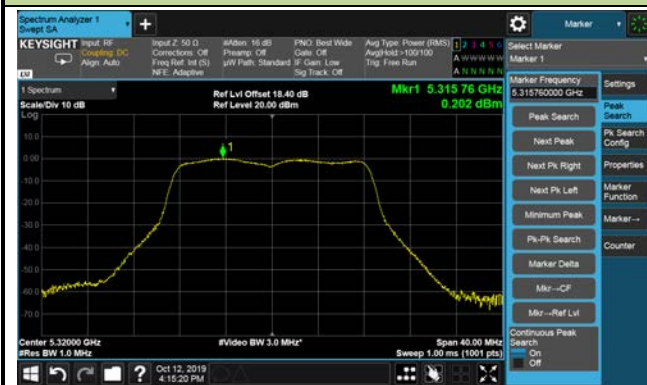 Spectrum Analyzer 1
Swept SA
Marker
KEYSIGHT
Input: RF
Coupling: DC
Align: Auto
Input Z: 50 Ω
Corrections: Off
Freq Ref: Int (S)
NFE: Adaptive
#Atten: 16 dB
Preamp: Off
µW Path: Standard
PNO: Best Wide
Gate: Off
IF Gain: Low
Sig Track: Off
Avg Type: Power (RMS)
Avg|Hold:>100/100
Trig: Free Run
1 2 3 4 5 6
A W W W W W
A N N N N N
Select Marker
Marker 1
LXI
1 Spectrum
Scale/Div 10 dB
Ref Lvl Offset 18.40 dB
Ref Level 20.00 dBm
Mkr1 5.315 76 GHz
0.202 dBm
Marker Frequency
5.315760000 GHz
Settings
Peak Search
Next Peak
Next Pk Right
Next Pk Left
Minimum Peak
Pk-Pk Search
Marker Delta
Mkr→CF
Mkr→Ref Lvl
Continuous Peak
Search
On
Off
Peak
Search
Pk Search
Config
Properties
Marker
Function
Marker→
Counter
Log
10.0
0.00
-10.0
-20.0
-30.0
-40.0
-50.0
-60.0
-70.0
1
Center 5.32000 GHz
#Res BW 1.0 MHz
#Video BW 3.0 MHz*
Span 40.00 MHz
Sweep 1.00 ms (1001 pts)
Oct 12, 2019
4:15:20 PM